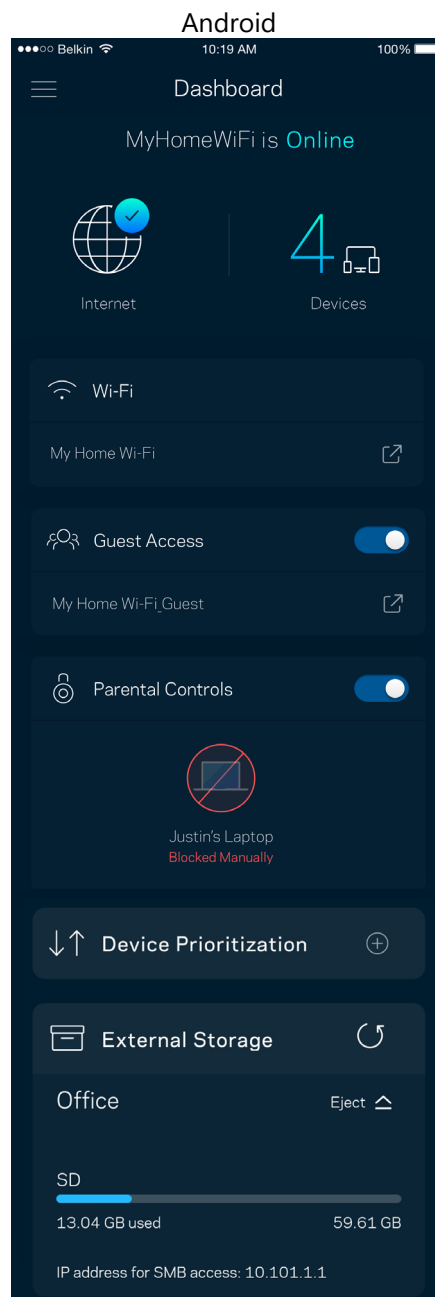 Android
Belkin 10:19 AM 100%
Dashboard
MyHomeWiFi is Online
4
Internet Devices
Wi-Fi
My Home Wi-Fi
Guest Access
My Home Wi-Fi_Guest
Parental Controls
Justin's Laptop
Blocked Manually
Device Prioritization
External Storage
Office Eject
SD
13.04 GB used 59.61 GB
IP address for SMB access: 10.101.1.1